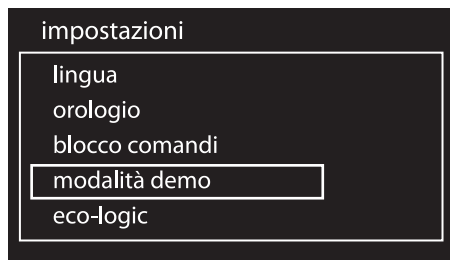 impostazioni
lingua
orologio
blocco comandi
modalità demo
eco-logic